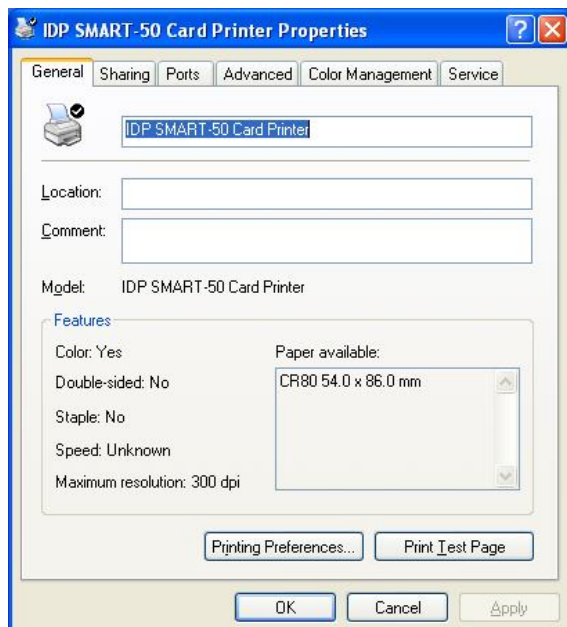 IDP SMART-50 Card Printer Properties
General Sharing Ports Advanced Color Management Service
IDP SMART-50 Card Printer
Location:
Comment:
Model: IDP SMART-50 Card Printer
Features
Color: Yes
Paper available:
Double-sided: No
CR80 54.0 x 86.0 mm
Staple: No
Speed: Unknown
Maximum resolution: 300 dpi
Printing Preferences... Print Test Page
OK Cancel Apply